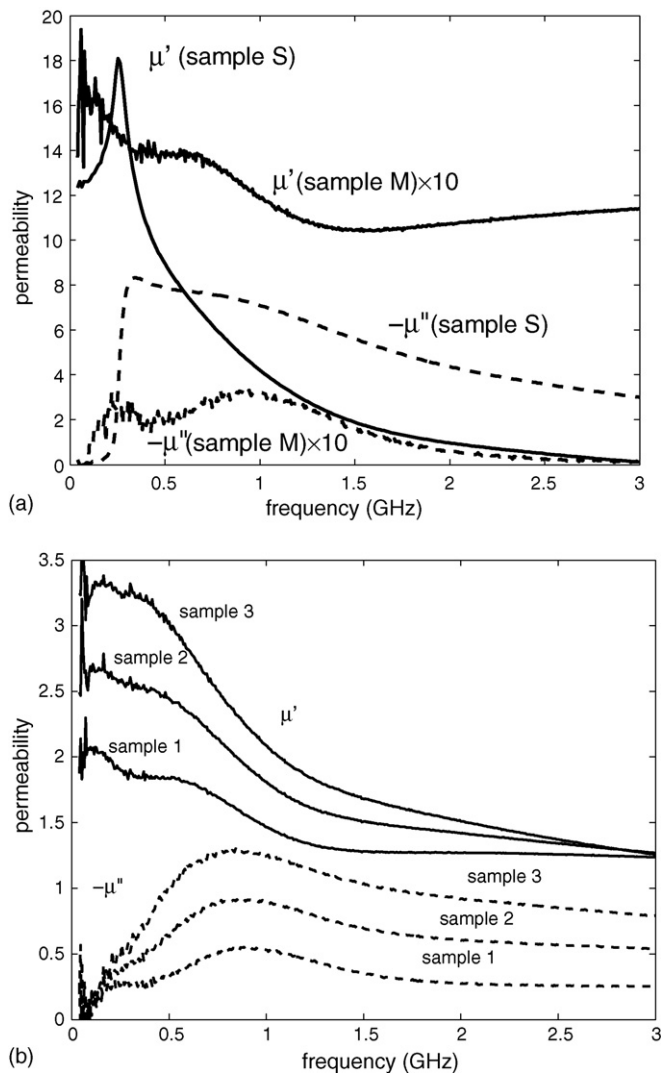 20
18
16
14
12
10
8
6
4
2
0
permeability
μ' (sample S)
μ'(sample M)×10
−μ"(sample S)
−μ"(sample M)×10
0 0.5 1 1.5 2 2.5 3
(a)
frequency (GHz)
3.5
3
2.5
2
1.5
1
0.5
0
permeability
sample 3
sample 2
μ'
sample 1
−μ"
sample 3
sample 2
sample 1
0 0.5 1 1.5 2 2.5 3
(b)
frequency (GHz)